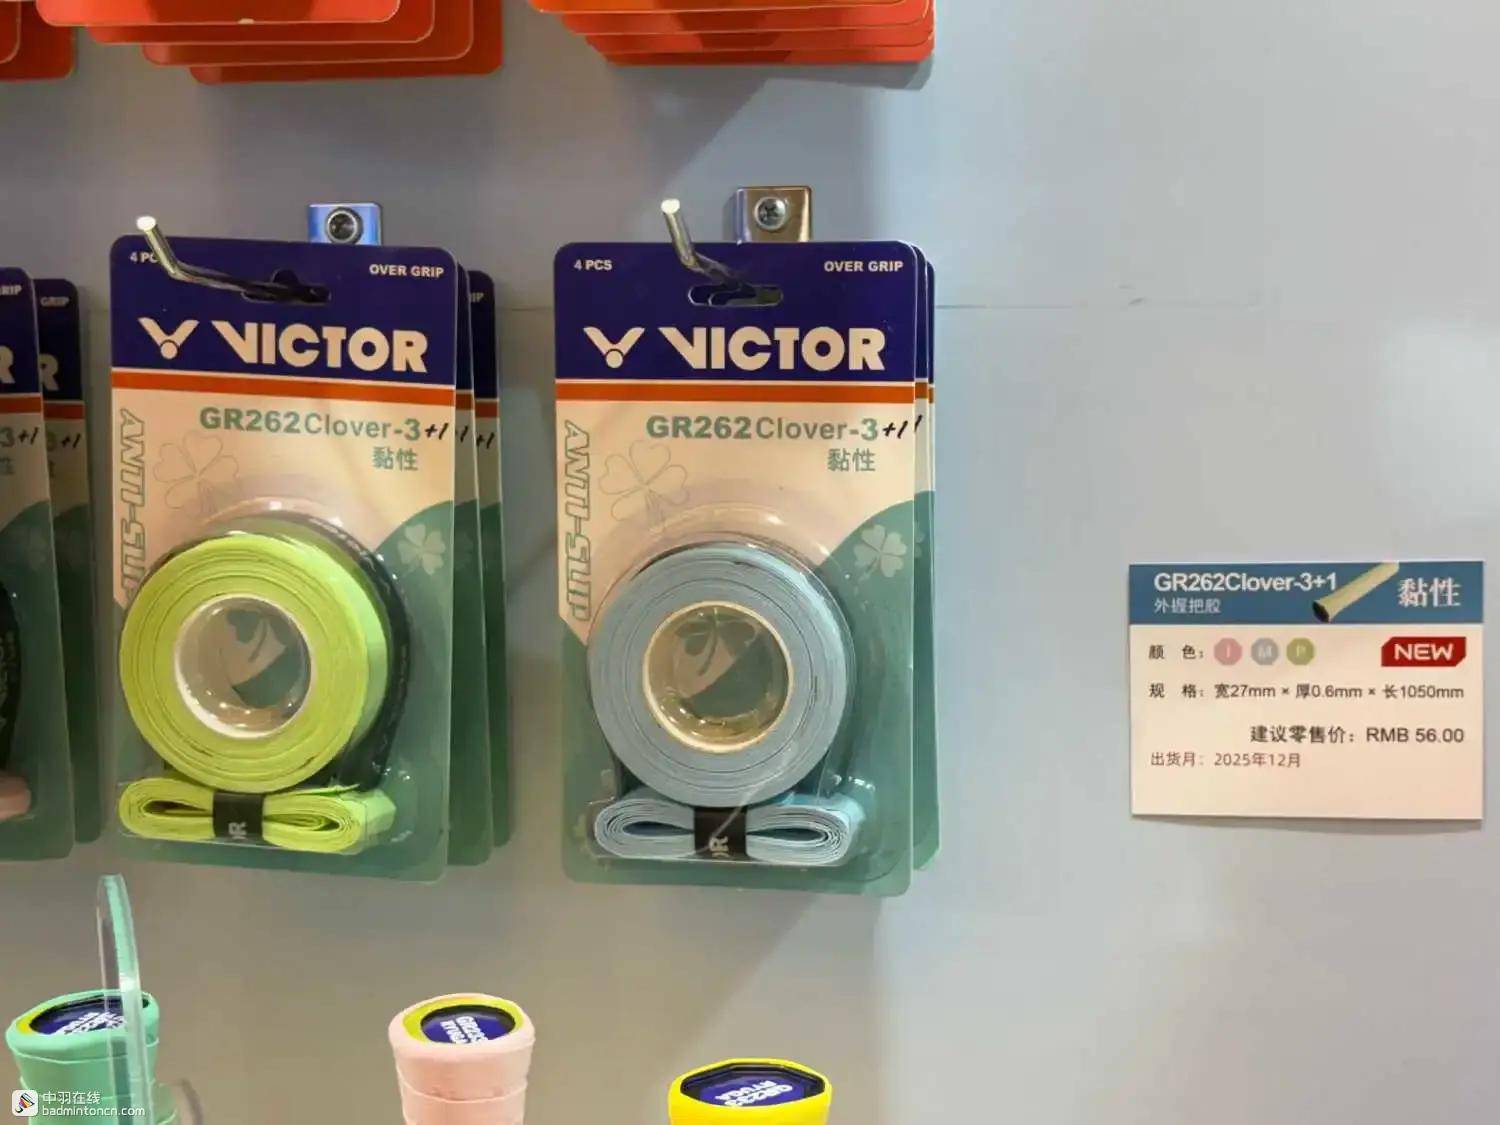 4 PCS
OVER GRIP
VICTOR
GR262Clover-3+1
黏性
ANTI-SLIP
4 PCS
OVER GRIP
VICTOR
GR262Clover-3+1
黏性
ANTI-SLIP
GR262Clover-3+1
外握把胶
黏性
颜 色： I M P
NEW
规 格：宽27mm × 厚0.6mm × 长1050mm
建议零售价：RMB 56.00
出货月：2025年12月
GR233
RYUGA
中羽在线
badmintoncn.com